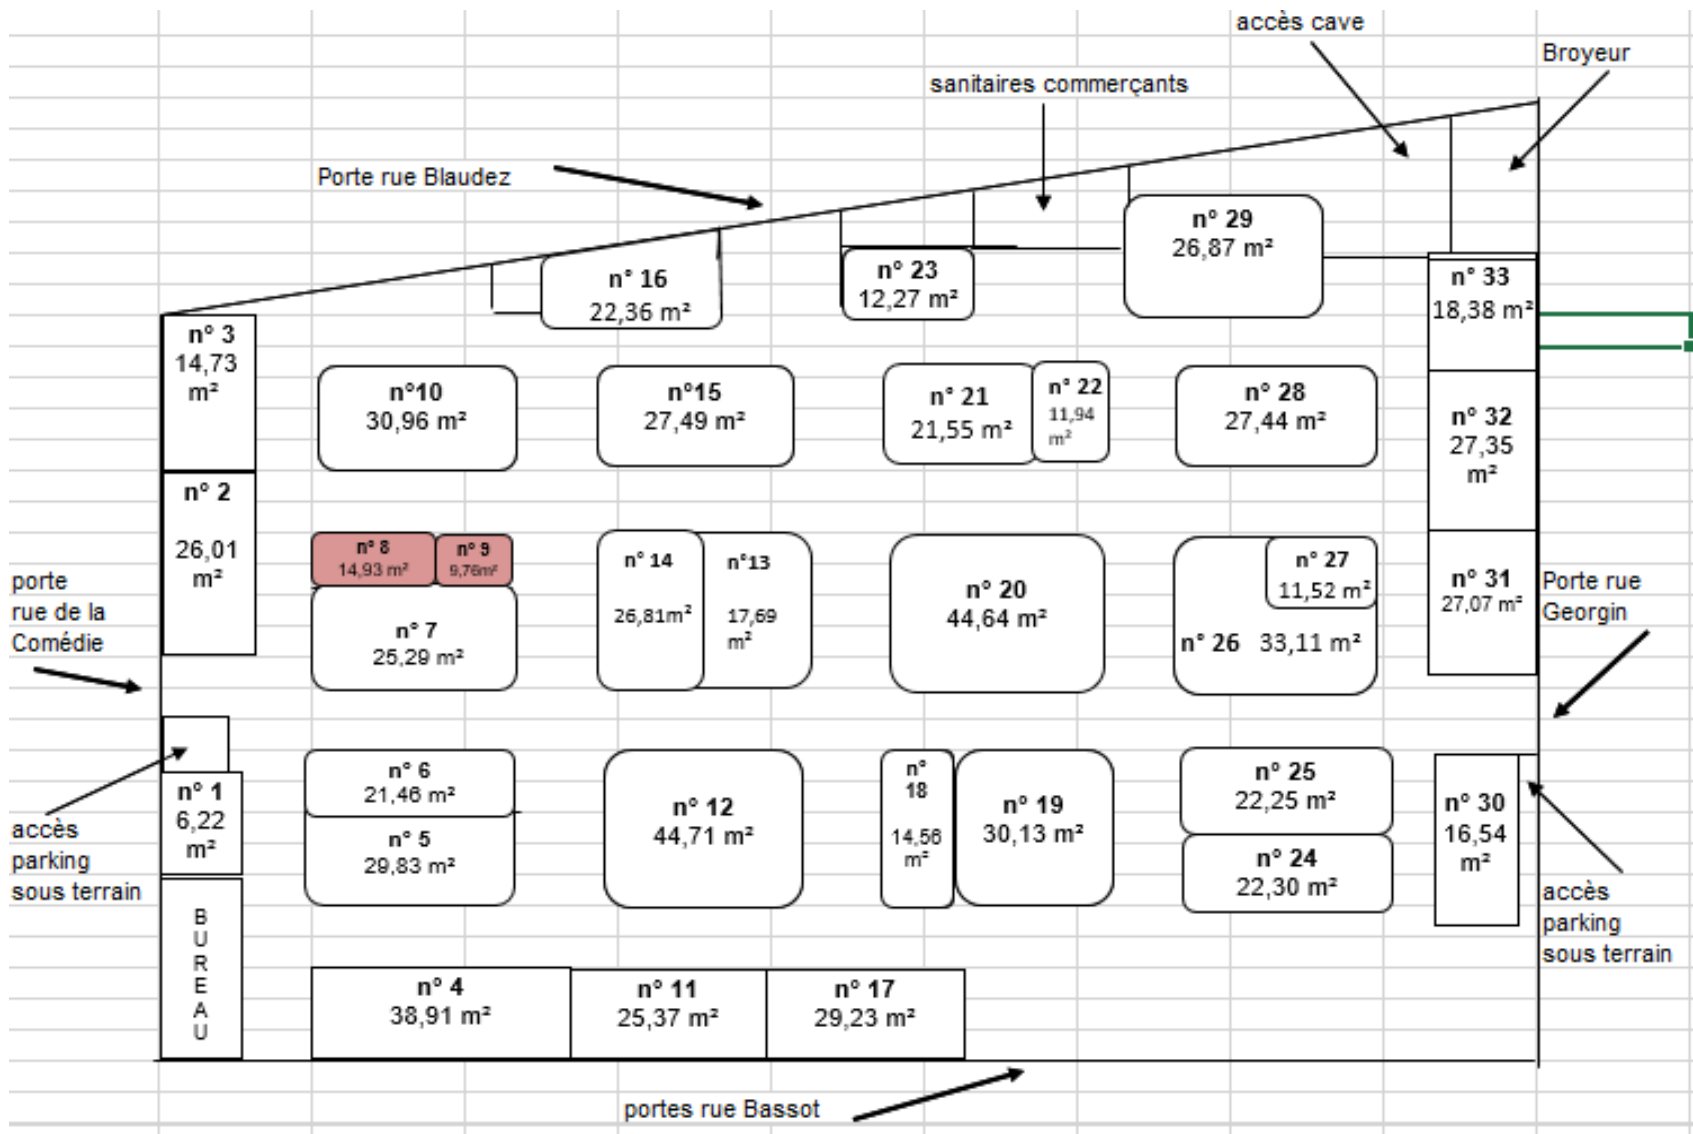 accès cave
Broyeur
sanitaires commerçants
Porte rue Blaudez
n° 29
26,87 m²
n° 16
22,36 m²
n° 23
12,27 m²
n° 33
18,38 m²
n° 3
14,73
m²
n°10
30,96 m²
n°15
27,49 m²
n° 21
21,55 m²
n° 22
11,94
m²
n° 28
27,44 m²
n° 32
27,35
m²
n° 2
26,01
m²
n° 8
14,93 m²
n° 9
9,76m²
n° 7
25,29 m²
n° 14
26,81m²
n°13
17,69
m²
n° 20
44,64 m²
n° 27
11,52 m²
n° 26 33,11 m²
n° 31
27,07 m²
porte
rue de la
Comédie
Porte rue
Georgin
n° 1
6,22
m²
n° 6
21,46 m²
n° 5
29,83 m²
n° 12
44,71 m²
n°
18
14,56
m²
n° 19
30,13 m²
n° 25
22,25 m²
n° 24
22,30 m²
n° 30
16,54
m²
accès
parking
sous terrain
accès
parking
sous terrain
B
U
R
E
A
U
n° 4
38,91 m²
n° 11
25,37 m²
n° 17
29,23 m²
portes rue Bassot